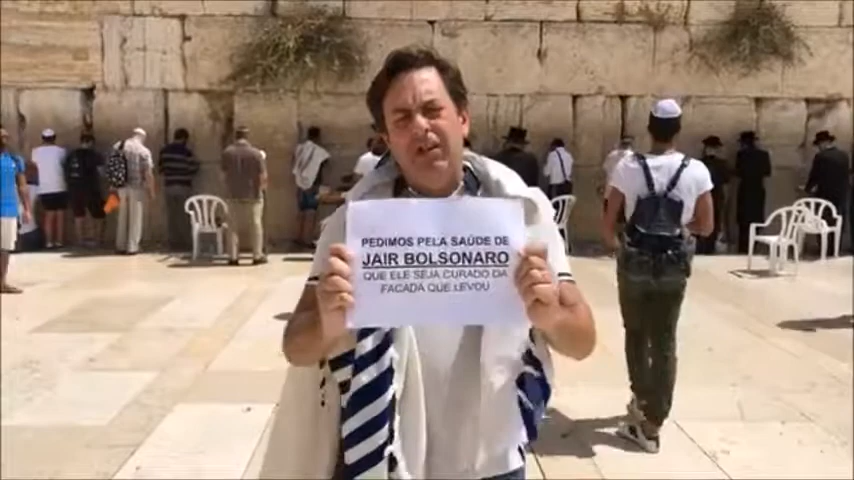 PEDIMOS PELA SAÚDE DE
JAIR BOLSONARO
QUE ELE SEJA CURADO DA
FACADA QUE LEVOU